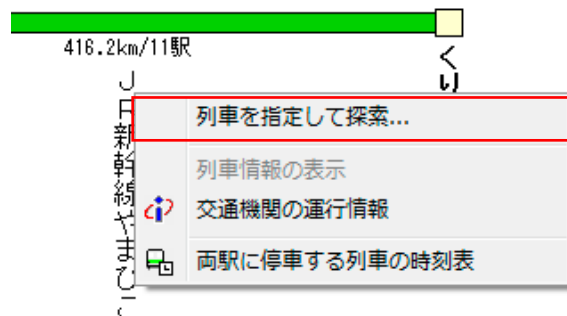 416.2km/11駅
くり
JR新幹線やまびこ
列車を指定して探索...
列車情報の表示
交通機関の運行情報
両駅に停車する列車の時刻表